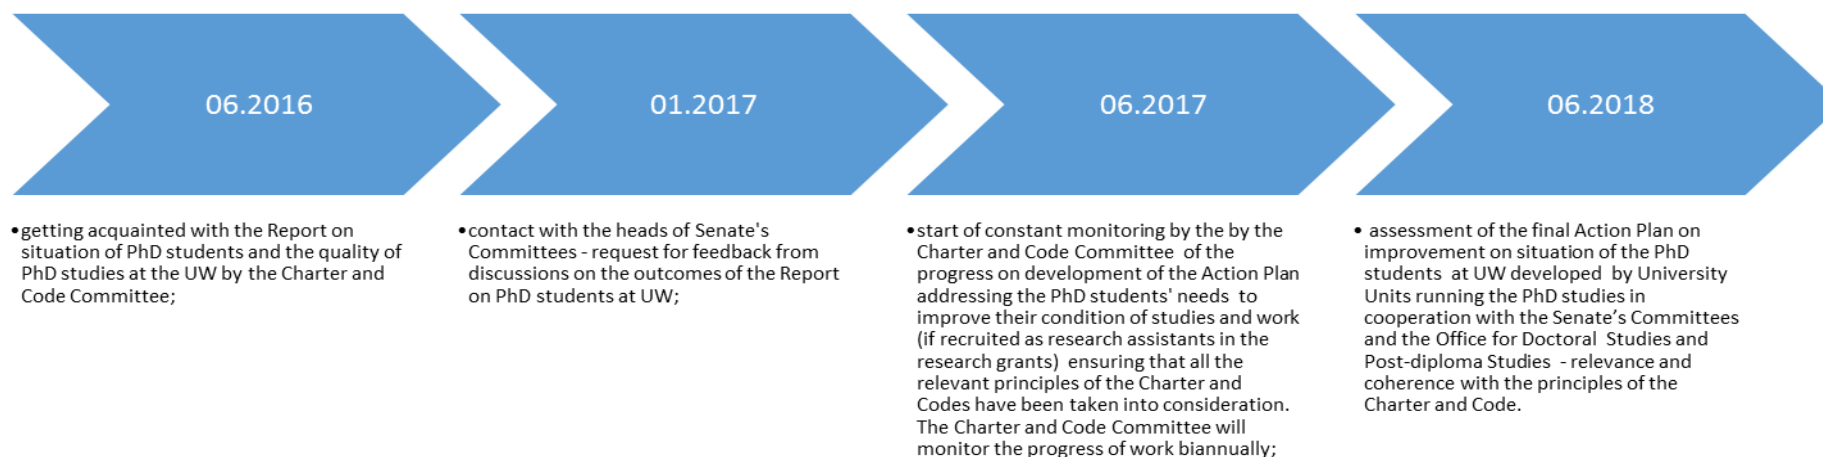 06.2016
01.2017
06.2017
06.2018
•getting acquainted with the Report on
situation of PhD students and the quality of
PhD studies at the UW by the Charter and
Code Committee;
•contact with the heads of Senate's
Committees - request for feedback from
discussions on the outcomes of the Report
on PhD students at UW;
•start of constant monitoring by the by the
Charter and Code Committee of the
progress on development of the Action Plan
addressing the PhD students' needs to
improve their condition of studies and work
(if recruited as research assistants in the
research grants) ensuring that all the
relevant principles of the Charter and
Codes have been taken into consideration.
The Charter and Code Committee will
monitor the progress of work biannually;
• assessment of the final Action Plan on
improvement on situation of the PhD
students at UW developed by University
Units running the PhD studies in
cooperation with the Senate’s Committees
and the Office for Doctoral Studies and
Post-diploma Studies - relevance and
coherence with the principles of the
Charter and Code.